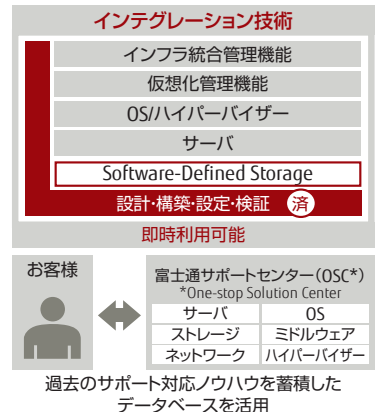 インテグレーション技術
インフラ統合管理機能
仮想化管理機能
OS/ハイパーバイザー
サーバ
Software-Defined Storage
設計・構築・設定・検証 済
即時利用可能
お客様
富士通サポートセンター(OSC*)
*One-stop Solution Center
サーバ OS
ストレージ ミドルウェア
ネットワーク ハイパーバイザー
過去のサポート対応ノウハウを蓄積した
データベースを活用